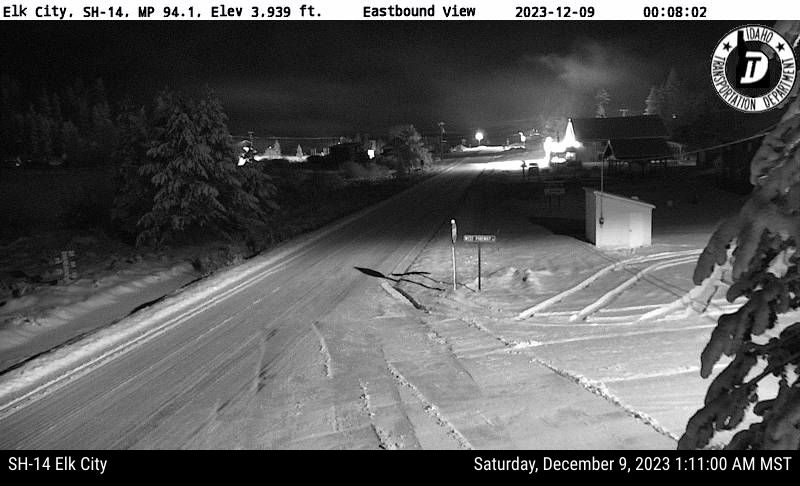 Elk City, SH-14, MP 94.1, Elev 3,939 ft. Eastbound View 2023-12-09 00:08:02
IDAHO
TRANSPORTATION DEPARTMENT
SH-14 Elk City Saturday, December 9, 2023 1:11:00 AM MST